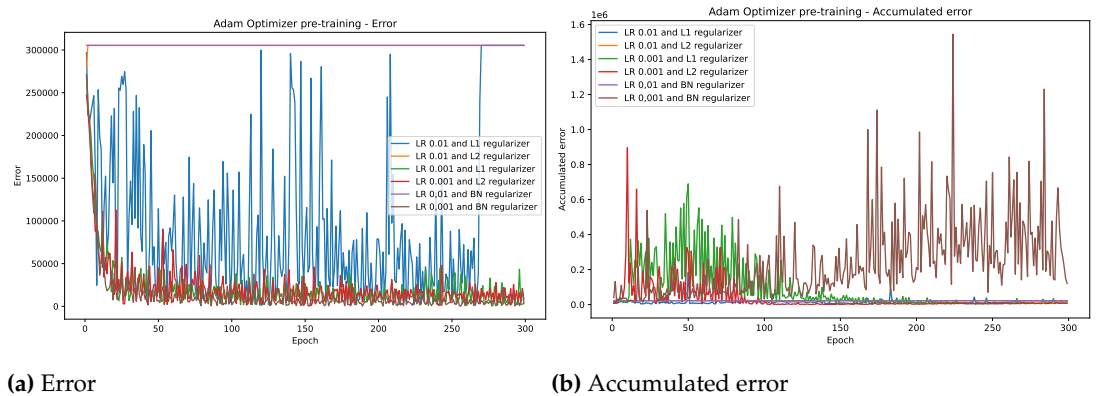 Adam Optimizer pre-training - Error
300000
250000
200000
150000
100000
50000
0
Error
LR 0.01 and L1 regularizer
LR 0.01 and L2 regularizer
LR 0.001 and L1 regularizer
LR 0.001 and L2 regularizer
LR 0,01 and BN regularizer
LR 0,001 and BN regularizer
0 50 100 150 200 250 300
Epoch
(a) Error
Adam Optimizer pre-training - Accumulated error
1e6
1.6
1.4
1.2
1.0
0.8
0.6
0.4
0.2
0.0
Accumulated error
LR 0.01 and L1 regularizer
LR 0.01 and L2 regularizer
LR 0.001 and L1 regularizer
LR 0.001 and L2 regularizer
LR 0,01 and BN regularizer
LR 0,001 and BN regularizer
0 50 100 150 200 250 300
Epoch
(b) Accumulated error